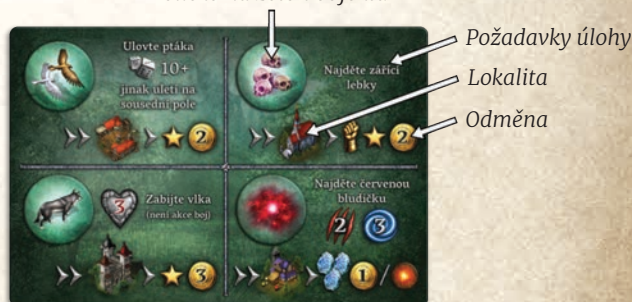 Ulovte ptáka
10+
jinak uletí na
sousední pole
2
Najděte zářící
lebky
2
Požadavky úlohy
Lokalita
Odměna
3
Zabijte vlka
(není akce boj)
3
Najděte červenou
bludičku
2
3
1 /